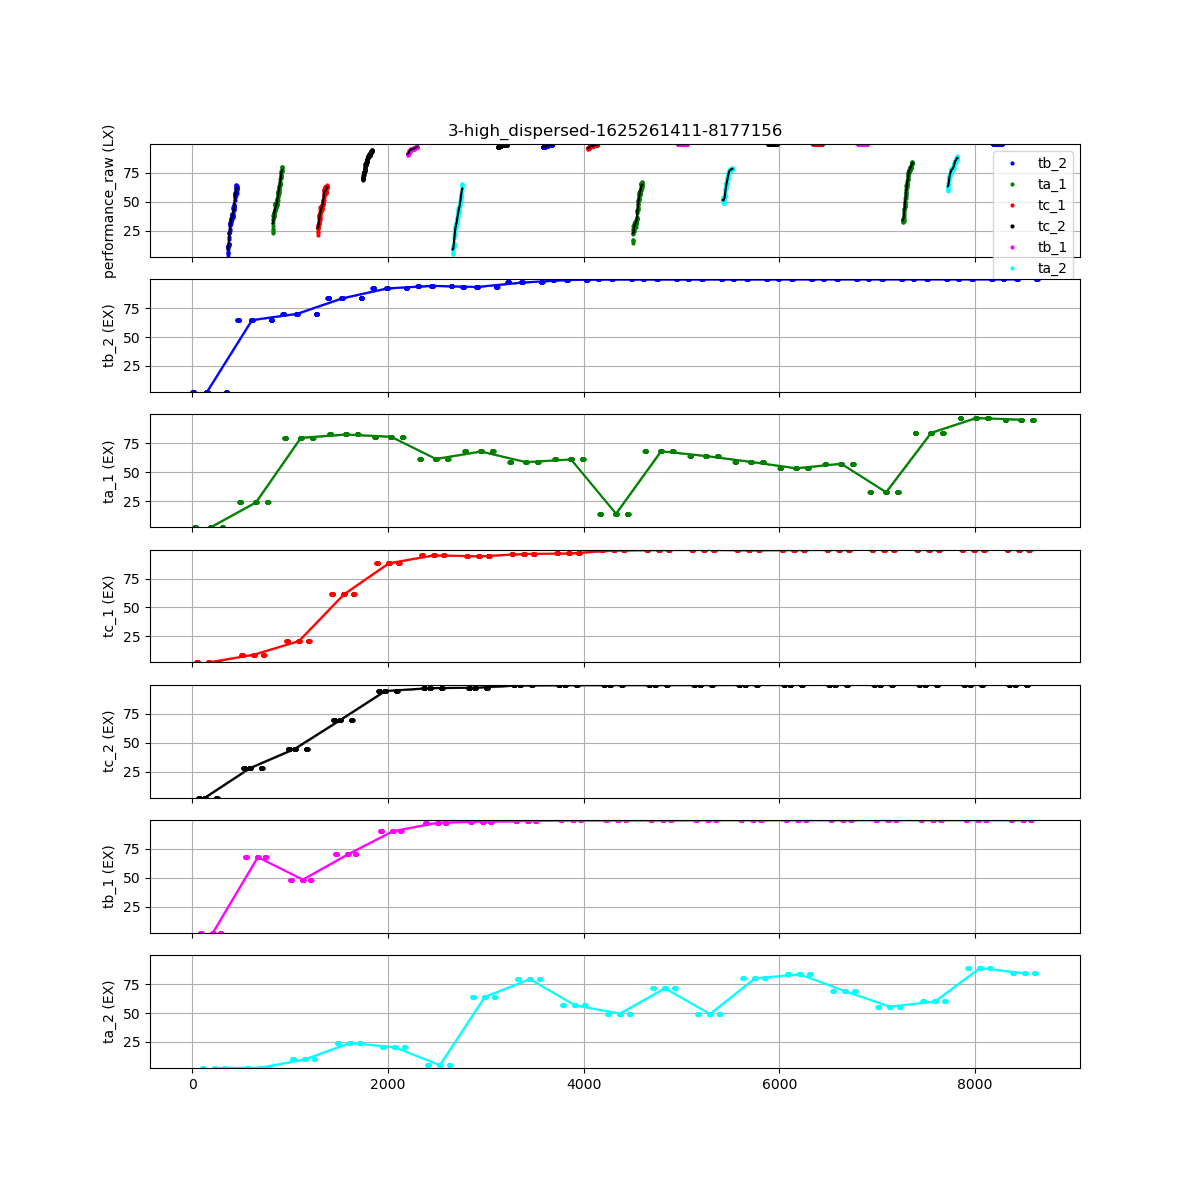 3-high_dispersed-1625261411-8177156
performance_raw (LX)
75
50
25
tb_2
ta_1
tc_1
tc_2
tb_1
ta_2
tb_2 (EX)
75
50
25
ta_1 (EX)
75
50
25
tc_1 (EX)
75
50
25
tc_2 (EX)
75
50
25
tb_1 (EX)
75
50
25
ta_2 (EX)
75
50
25
0 2000 4000 6000 8000